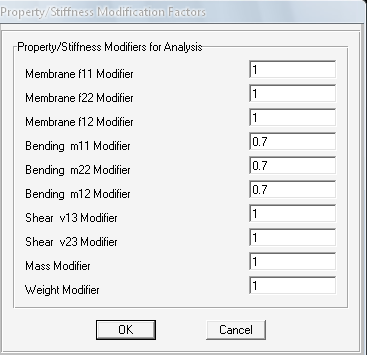 Property/Stiffness Modification Factors
Property/Stiffness Modifiers for Analysis
Membrane f11 Modifier 1
Membrane f22 Modifier 1
Membrane f12 Modifier 1
Bending m11 Modifier 0.7
Bending m22 Modifier 0.7
Bending m12 Modifier 0.7
Shear v13 Modifier 1
Shear v23 Modifier 1
Mass Modifier 1
Weight Modifier 1
OK Cancel